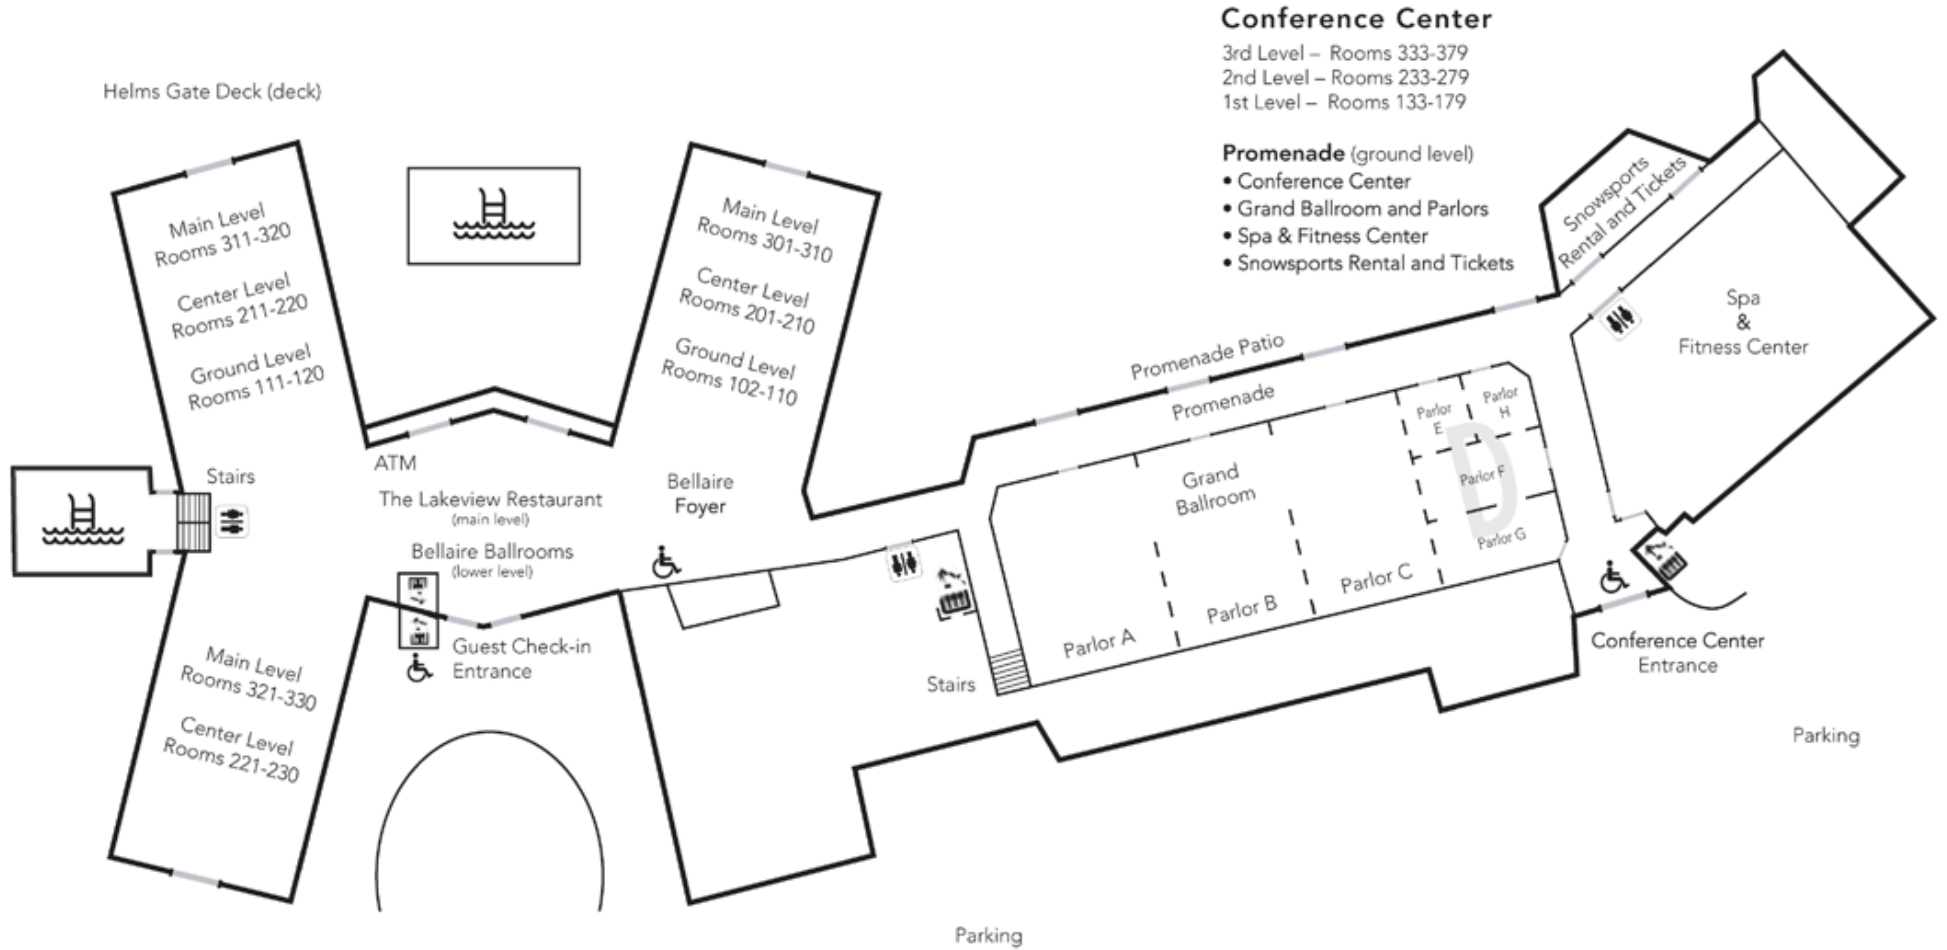 Conference Center
3rd Level – Rooms 333-379
2nd Level – Rooms 233-279
1st Level – Rooms 133-179
Promenade (ground level)
• Conference Center
• Grand Ballroom and Parlors
• Spa & Fitness Center
• Snowsports Rental and Tickets
Helms Gate Deck (deck)
Main Level
Rooms 311-320
Center Level
Rooms 211-220
Ground Level
Rooms 111-120
Main Level
Rooms 301-310
Center Level
Rooms 201-210
Ground Level
Rooms 102-110
Snowsports
Rental and Tickets
Spa
&
Fitness Center
Promenade Patio
Promenade
Parlor
E
Parlor
H
D
Parlor F
Parlor G
Grand
Ballroom
Parlor A
Parlor B
Parlor C
Stairs
ATM
The Lakeview Restaurant
(main level)
Bellaire Ballrooms
(lower level)
Bellaire
Foyer
Guest Check-in
Entrance
Stairs
Conference Center
Entrance
Main Level
Rooms 321-330
Center Level
Rooms 221-230
Parking
Parking